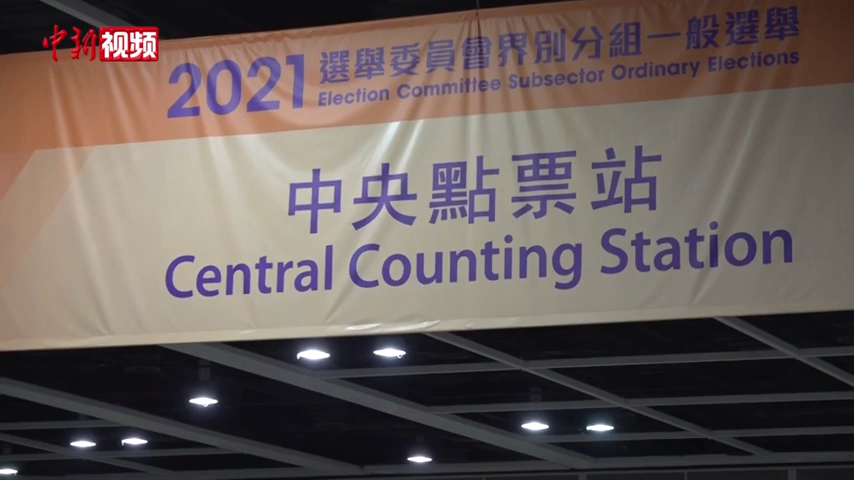 中新视频
2021 選舉委員會界別分組一般選舉
Election Committee Subsector Ordinary Elections
中央點票站
Central Counting Station